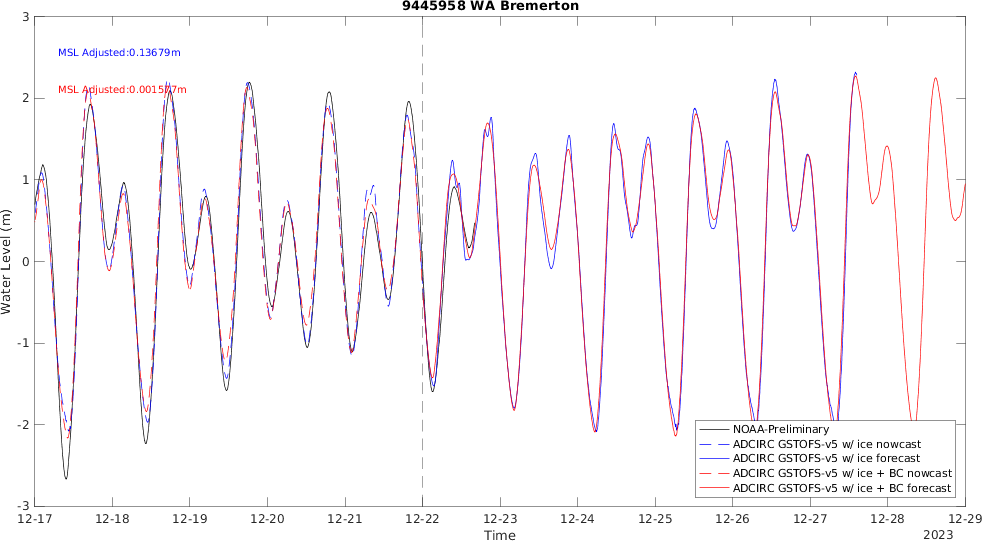 9445958 WA Bremerton
MSL Adjusted:0.13679m
MSL Adjusted:0.001577m
Water Level (m)
3
2
1
0
-1
-2
-3
NOAA-Preliminary
ADCIRC GSTOFS-v5 w/ ice nowcast
ADCIRC GSTOFS-v5 w/ ice forecast
ADCIRC GSTOFS-v5 w/ ice + BC nowcast
ADCIRC GSTOFS-v5 w/ ice + BC forecast
12-17 12-18 12-19 12-20 12-21 12-22 12-23 12-24 12-25 12-26 12-27 12-28 12-29
Time
2023